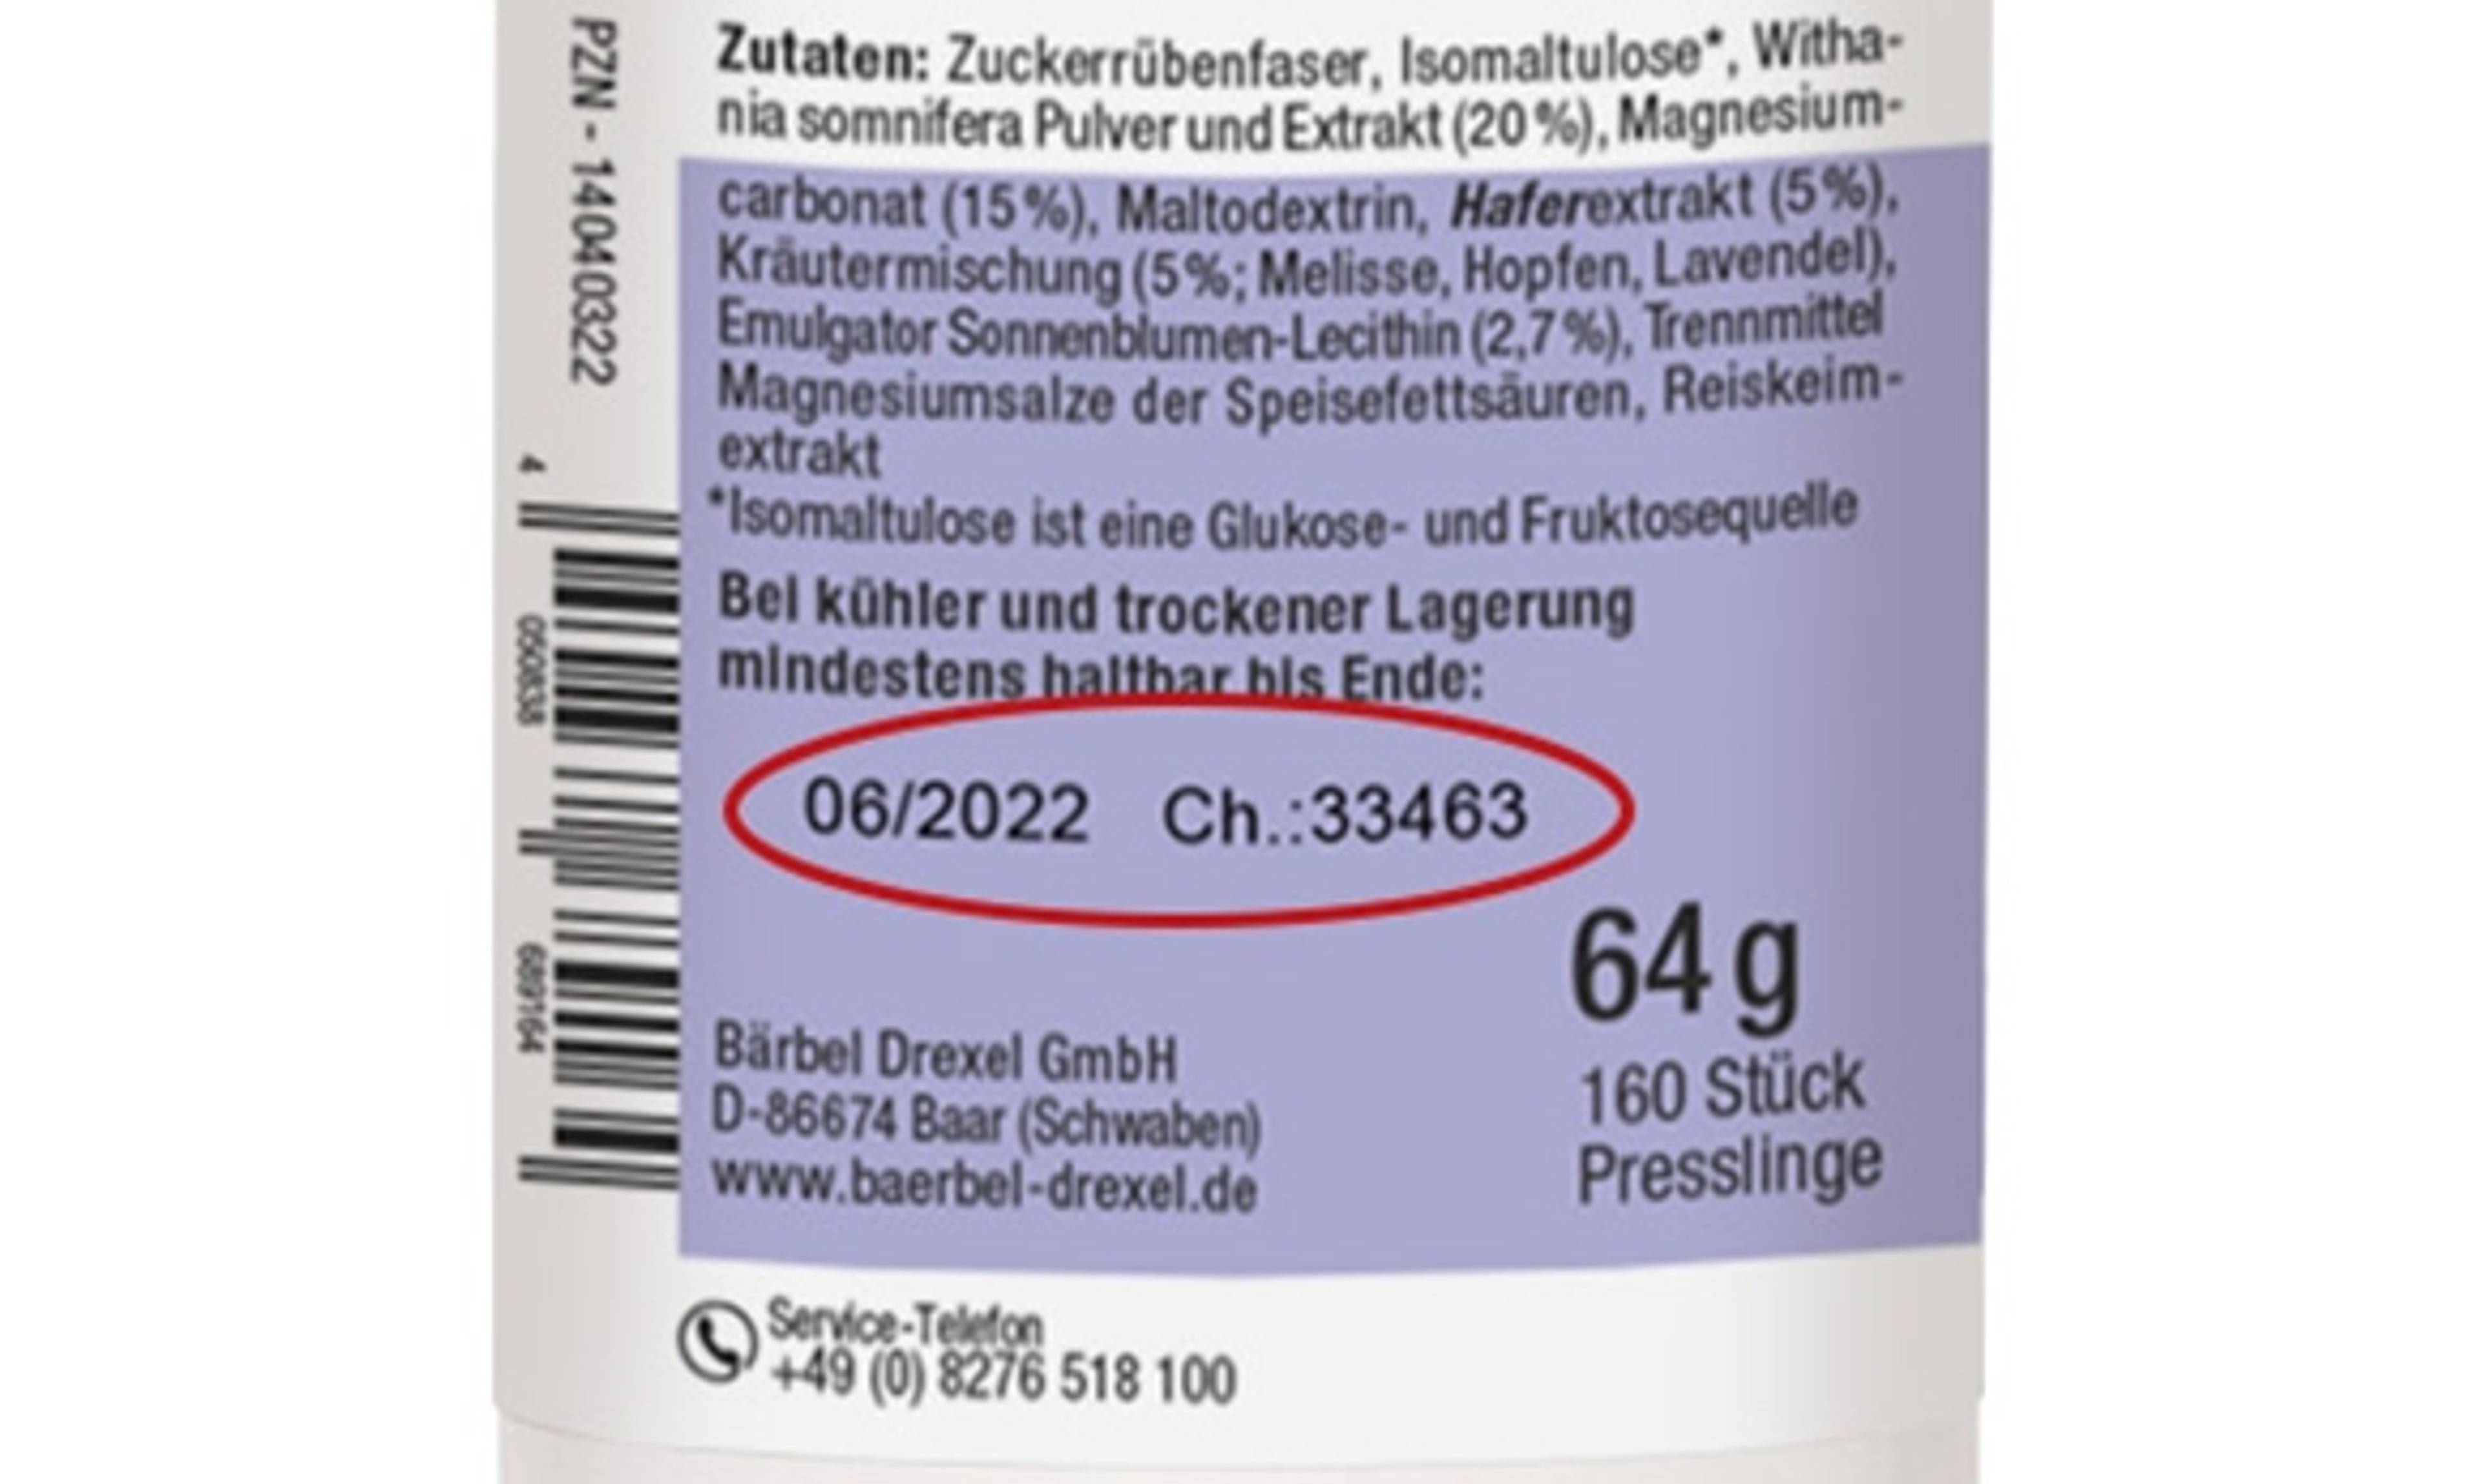 Zutaten: Zuckerrübenfaser, Isomaltulose*, Witha-
nia somnifera Pulver und Extrakt (20 %), Magnesium-
carbonat (15 %), Maltodextrin, Haferextrakt (5 %),
Kräutermischung (5 %; Melisse, Hopfen, Lavendel),
Emulgator Sonnenblumen-Lecithin (2,7 %), Trennmittel
Magnesiumsalze der Speisefettsäuren, Reiskeim-
extrakt
*Isomaltulose ist eine Glukose- und Fruktosequelle
Bei kühler und trockener Lagerung
mindestens haltbar bis Ende:
06/2022 Ch.:33463
64 g
160 Stück
Presslinge
Bärbel Drexel GmbH
D-86674 Baar (Schwaben)
www.baerbel-drexel.de
Service-Telefon
+49 (0) 8276 518 100
PZN - 14040322
4 050838 689164